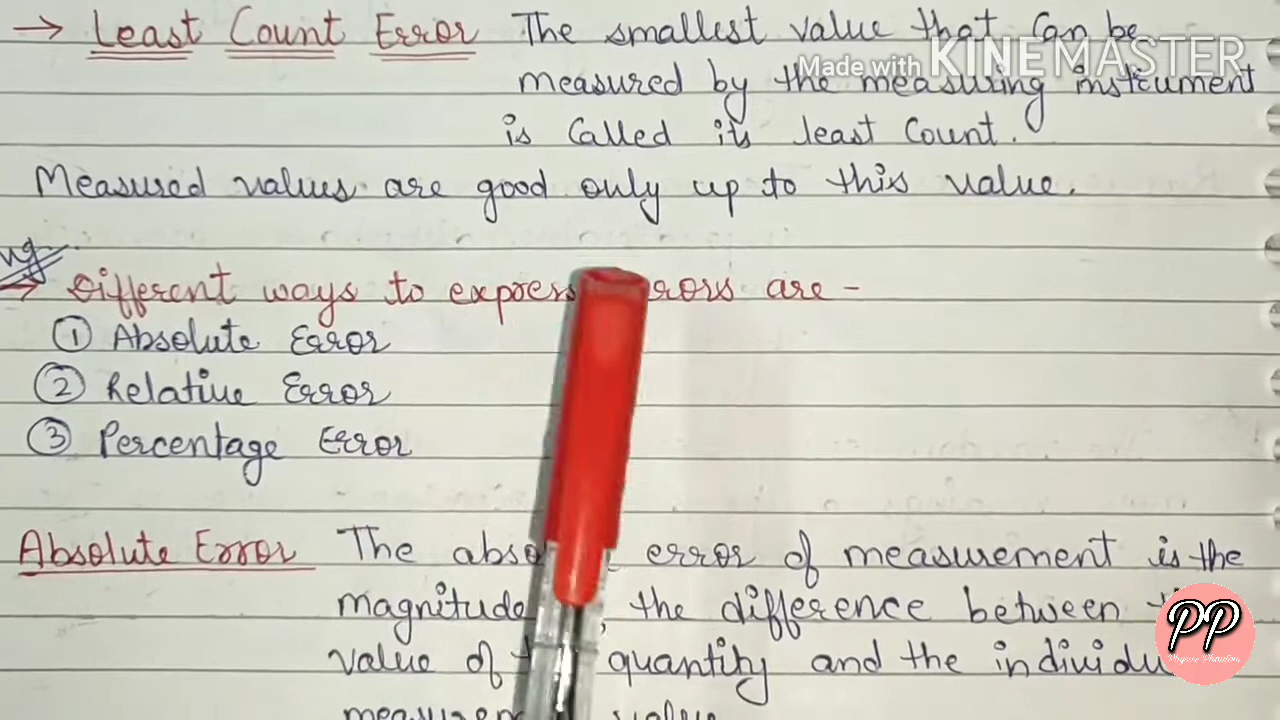 → Least Count Error The smallest value that can be
Made with KINEMASTER
measured by the measuring instrument
is called its least count.
Measured values are good only up to this value.
→ Different ways to express are -
① Absolute Error
② Relative Error
③ Percentage Error
Absolute Error The error of measurement is the
magnitude the difference between
value of quantity and the
PP